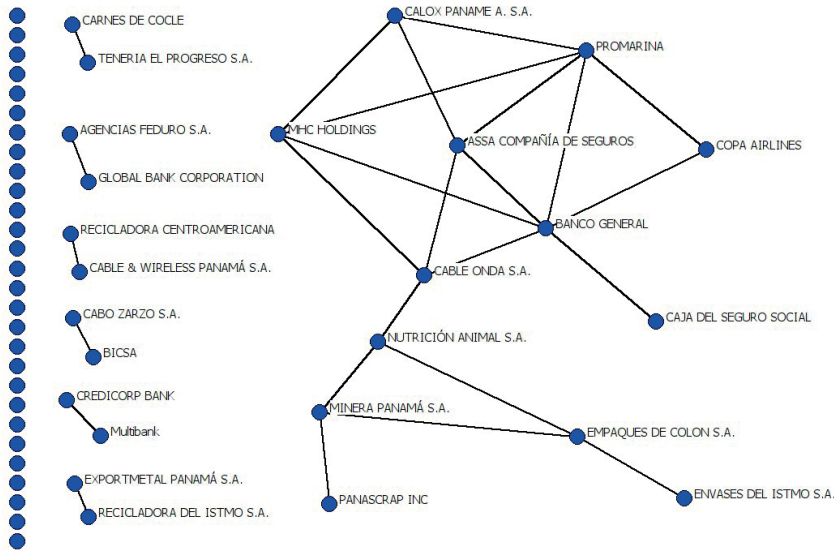 CARNES DE COCLE
TENERIA EL PROGRESO S.A.
AGENCIAS FEDURO S.A.
GLOBAL BANK CORPORATION
RECICLADORA CENTROAMERICANA
CABLE & WIRELESS PANAMÁ S.A.
CABO ZARZO S.A.
BICSA
CREDICORP BANK
Multibank
EXPORTMETAL PANAMÁ S.A.
RECICLADORA DEL ISTMO S.A.
CALOX PANAME A. S.A.
PROMARINA
MHC HOLDINGS
ASSA COMPAÑÍA DE SEGUROS
COPA AIRLINES
BANCO GENERAL
CABLE ONDA S.A.
CAJA DEL SEGURO SOCIAL
NUTRICIÓN ANIMAL S.A.
MINERA PANAMÁ S.A.
EMPAQUES DE COLON S.A.
PANASCRAP INC
ENVASES DEL ISTMO S.A.